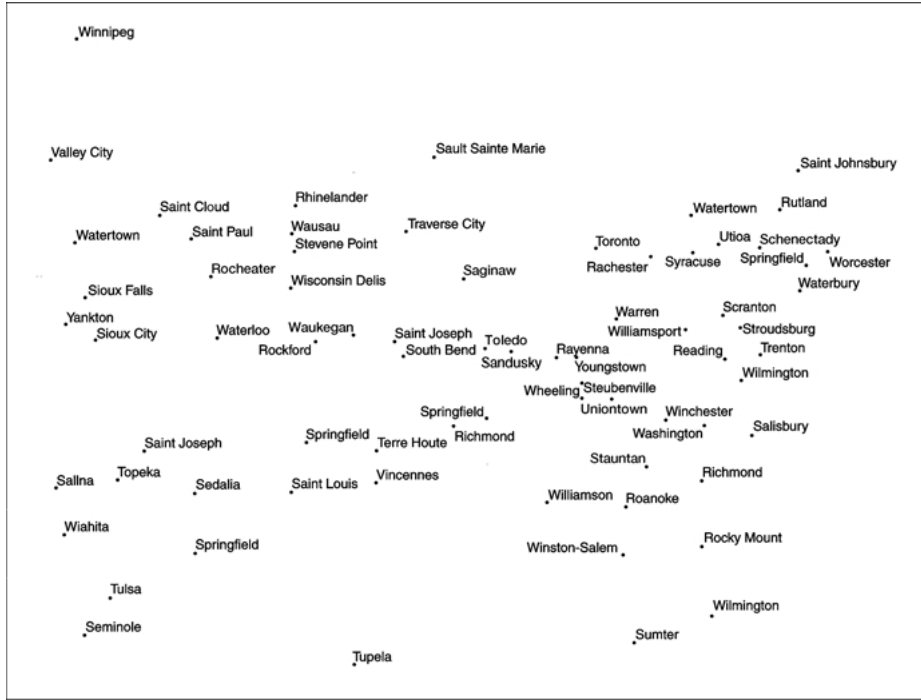 Winnipeg
Sault Sainte Marie
Valley City
Saint Johnsbury
Rhinelander
Rutland
Saint Cloud
Watertown
Traverse City
Wausau
Watertown
Saint Paul
Stevene Point
Toronto
Utioa
Schenectady
Rachester
Syracuse
Springfield
Worcester
Rocheater
Saginaw
Wisconsin Delis
Waterbury
Sioux Falls
Scranton
Warren
Yankton
Sioux City
Waterloo
Waukegan
Williamsport
Stroudsburg
Saint Joseph
Toledo
Rockford
South Bend
Sandusky
Rayenna
Reading
Trenton
Youngstown
Wilmington
Wheeling
Steubenville
Springfield
Uniontown
Winchester
Richmond
Washington
Salisbury
Saint Joseph
Springfield
Terre Houte
Stauntan
Topeka
Sallna
Sedalia
Saint Louis
Vincennes
Richmond
Williamson
Roanoke
Wiahita
Springfield
Winston-Salem
Rocky Mount
Tulsa
Wilmington
Seminole
Sumter
Tupela